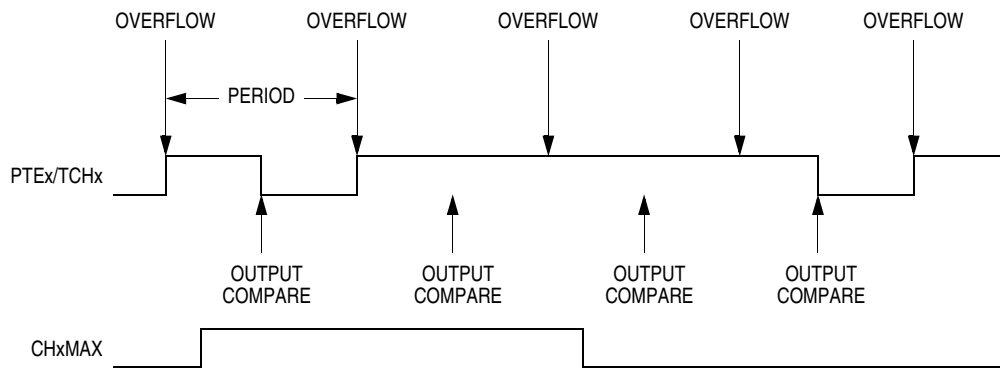 OVERFLOW OVERFLOW OVERFLOW OVERFLOW OVERFLOW
PERIOD
PTEx/TCHx
OUTPUT COMPARE
OUTPUT COMPARE
OUTPUT COMPARE
OUTPUT COMPARE
CHxMAX